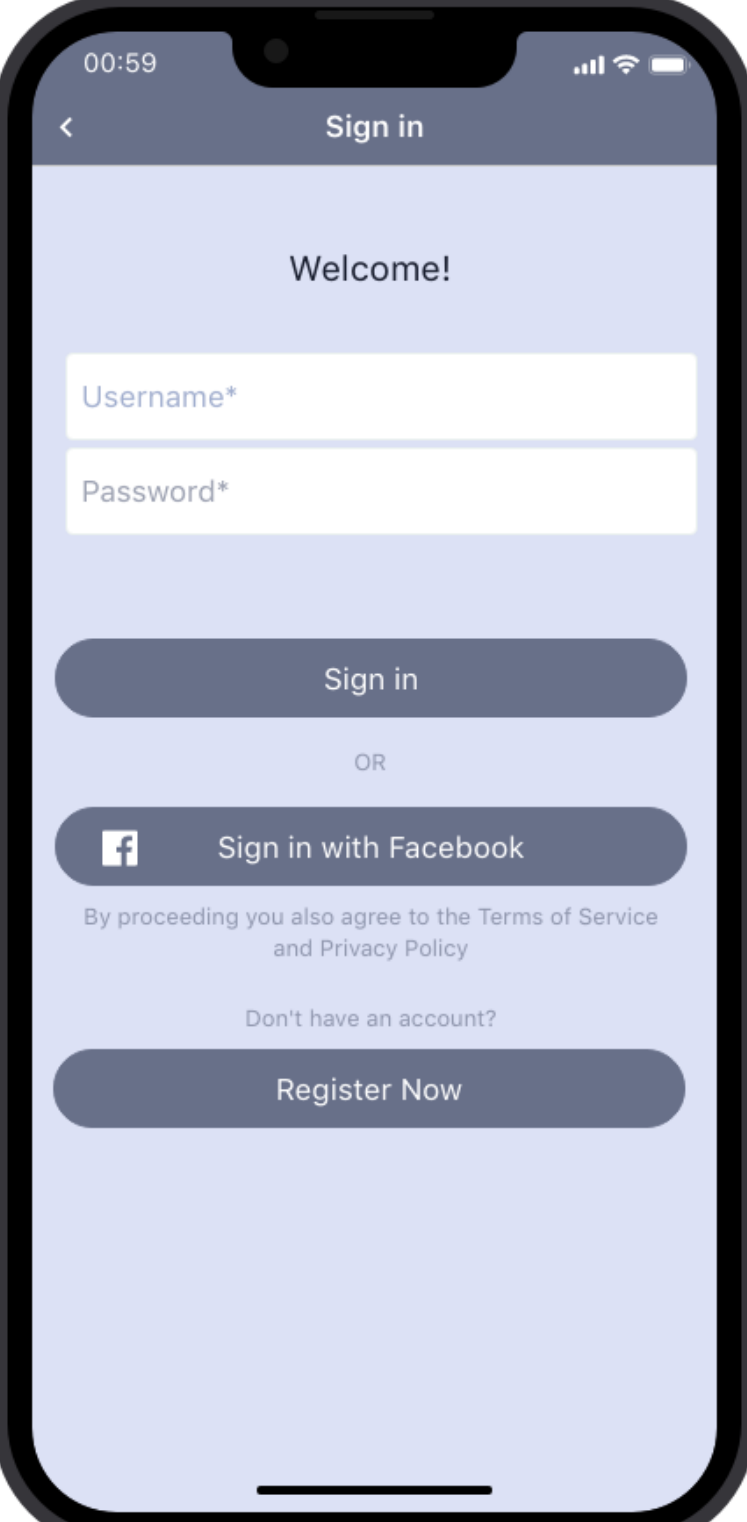 00:59
Sign in
Welcome!
Username*
Password*
Sign in
OR
Sign in with Facebook
By proceeding you also agree to the Terms of Service
and Privacy Policy
Don't have an account?
Register Now